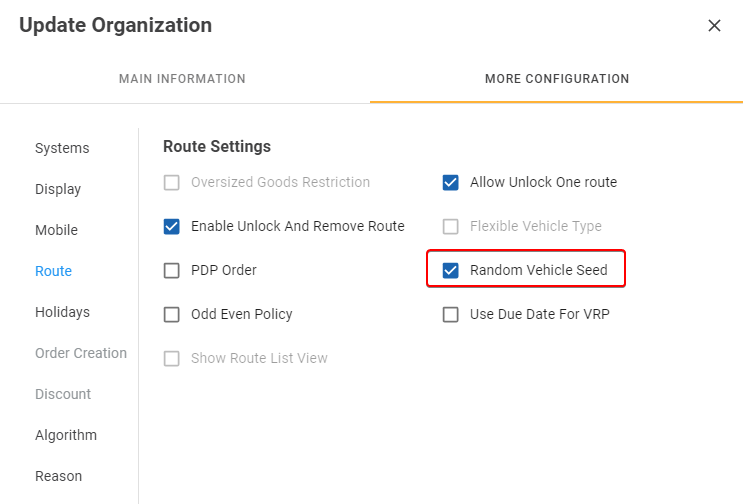 Update Organization
MAIN INFORMATION
MORE CONFIGURATION
Systems
Display
Mobile
Route
Holidays
Order Creation
Discount
Algorithm
Reason
Route Settings
Oversized Goods Restriction
Allow Unlock One route
Enable Unlock And Remove Route
Flexible Vehicle Type
PDP Order
Random Vehicle Seed
Odd Even Policy
Use Due Date For VRP
Show Route List View